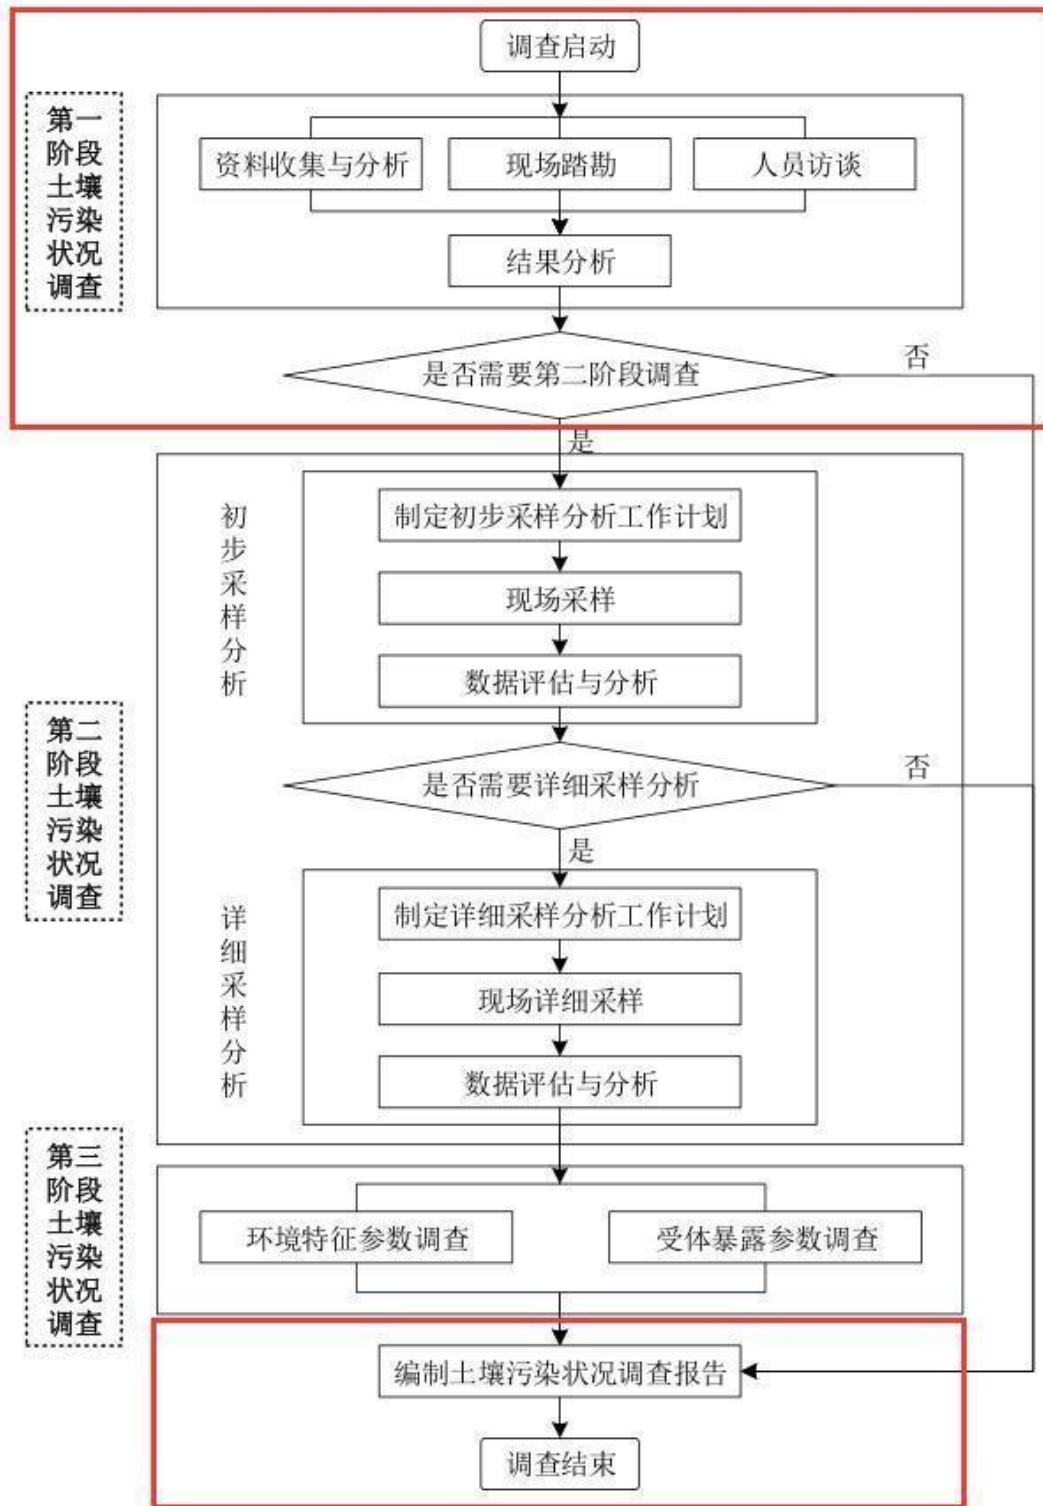 调查启动
第一
阶段
土壤
污染
状况
调查
资料收集与分析
现场踏勘
人员访谈
结果分析
是否需要第二阶段调查
否
是
初
步
采
样
分
析
制定初步采样分析工作计划
现场采样
数据评估与分析
第二
阶段
土壤
污染
状况
调查
是否需要详细采样分析
否
是
详
细
采
样
分
析
制定详细采样分析工作计划
现场详细采样
数据评估与分析
第三
阶段
土壤
污染
状况
调查
环境特征参数调查
受体暴露参数调查
编制土壤污染状况调查报告
调查结束